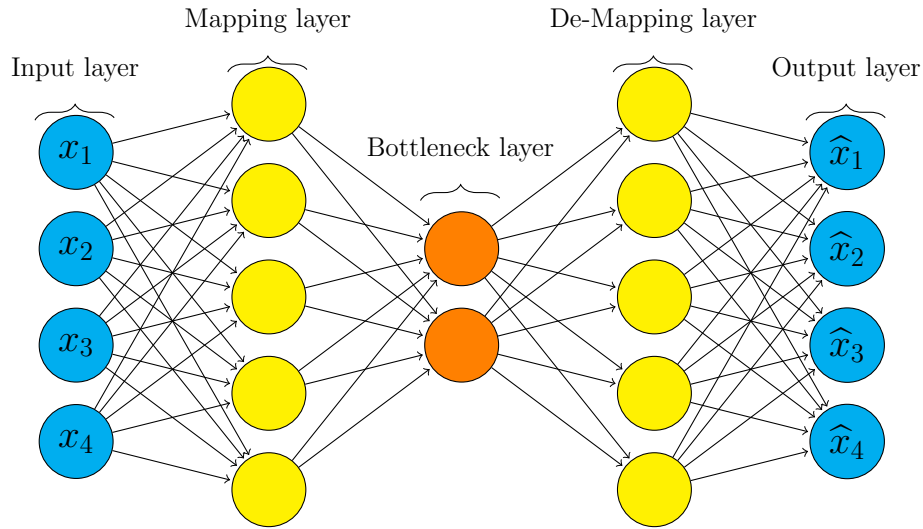 Mapping layer
De-Mapping layer
Input layer
Output layer
Bottleneck layer
x₁
x₂
x₃
x₄
x̂₁
x̂₂
x̂₃
x̂₄